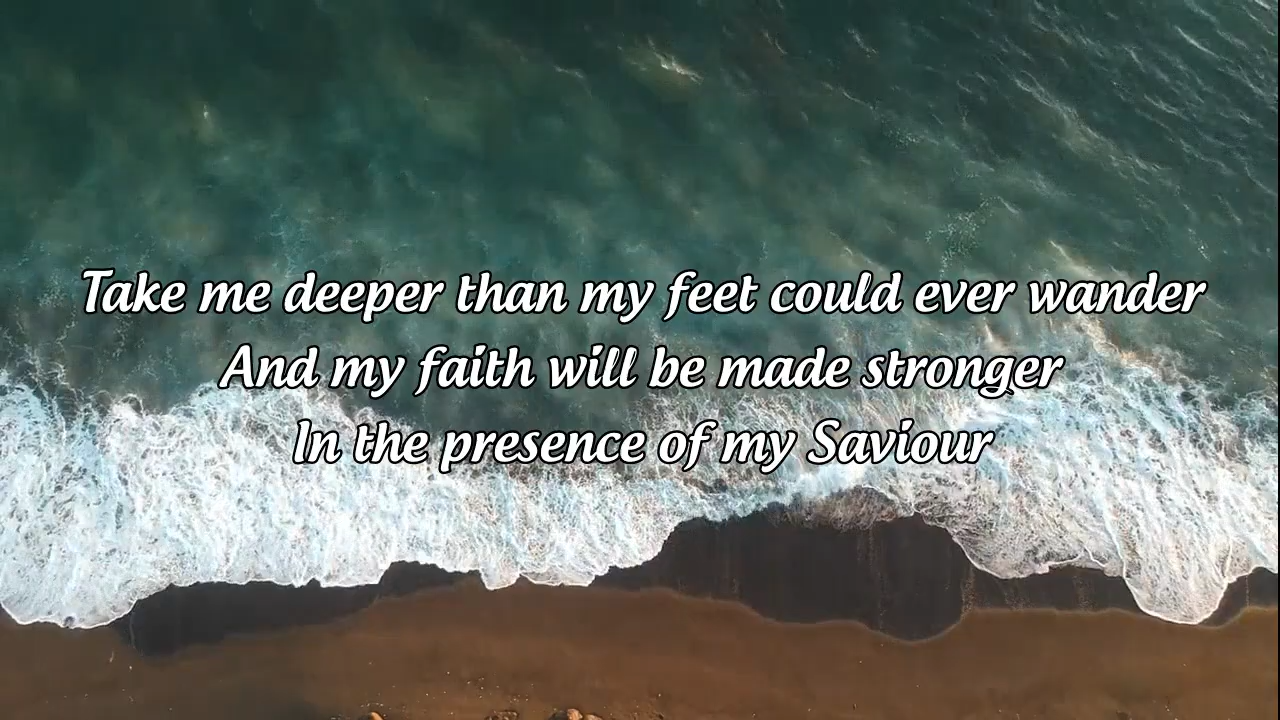 Take me deeper than my feet could ever wander
And my faith will be made stronger
In the presence of my Saviour